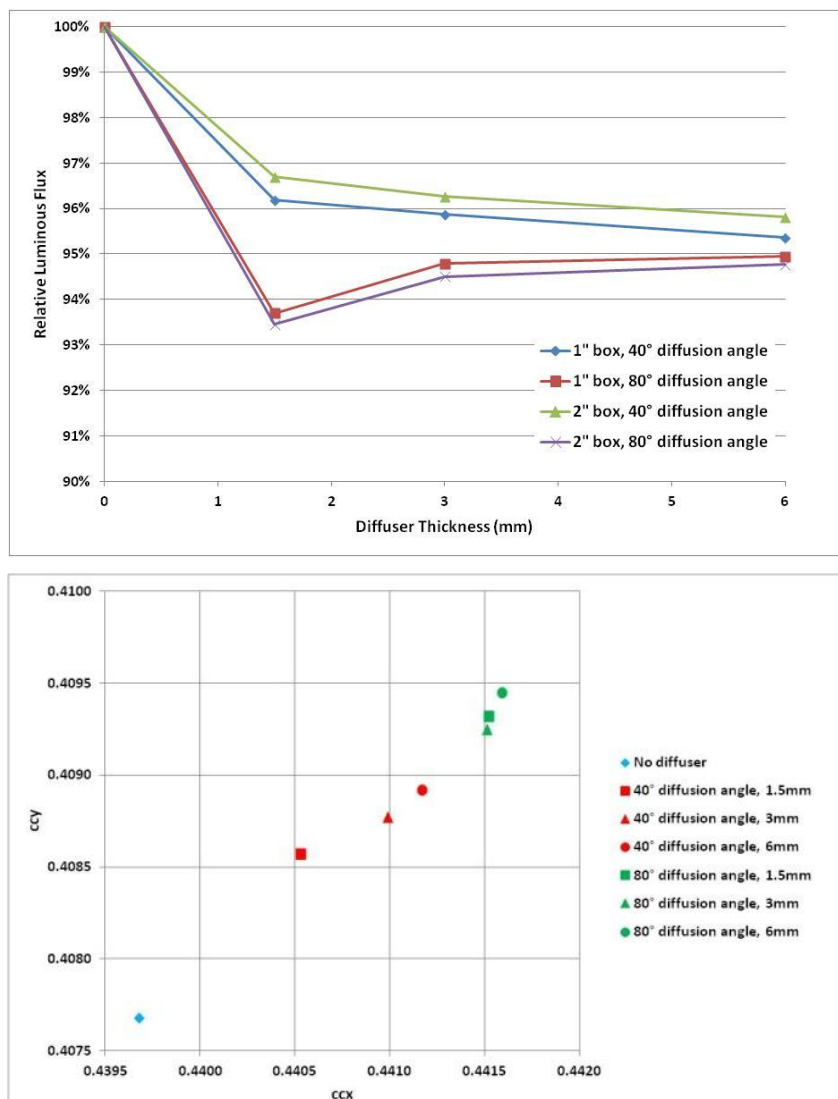 100%
99%
98%
97%
96%
95%
94%
93%
92%
91%
90%
Relative Luminous Flux
0 1 2 3 4 5 6
Diffuser Thickness (mm)
1" box, 40° diffusion angle
1" box, 80° diffusion angle
2" box, 40° diffusion angle
2" box, 80° diffusion angle
0.4100
0.4095
0.4090
0.4085
0.4080
0.4075
ccy
0.4395 0.4400 0.4405 0.4410 0.4415 0.4420
ccx
No diffuser
40° diffusion angle, 1.5mm
40° diffusion angle, 3mm
40° diffusion angle, 6mm
80° diffusion angle, 1.5mm
80° diffusion angle, 3mm
80° diffusion angle, 6mm